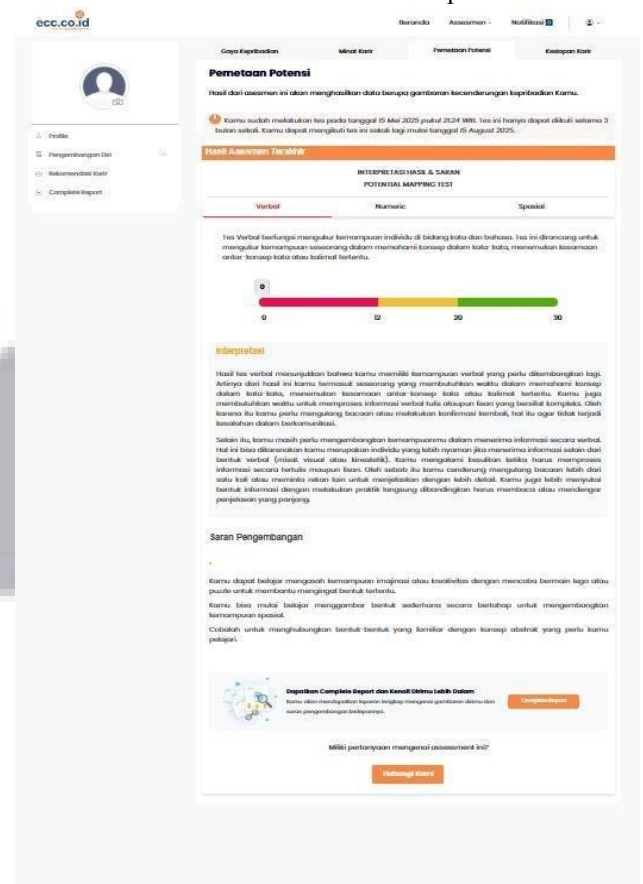 ecc.co.id
Beranda Assesmen Notifikasi 0
Gaya Kepribadian Minat Karir Pemetaan Potensi Kesiapan Karir
Profile
Pengembangan Diri
Rekomendasi Karir
Complete Report
Pemetaan Potensi
Hasil dari asesmen ini akan menghasilkan data berupa gambaran kecenderungan kepribadian Kamu.
Kamu sudah melakukan tes pada tanggal 15 Mei 2025 pukul 21.24 WIB. Tes ini hanya dapat diikuti selama 3
bulan sekali. Kamu dapat mengikuti tes ini sekali lagi mulai tanggal 15 August 2025.
Hasil Asesmen Terakhir
INTERPRETASI HASIL & SARAN
POTENTIAL MAPPING TEST
Verbal Numeric Spasial
Tes Verbal berfungsi mengukur kemampuan individu di bidang kata dan bahasa. Tes ini dirancang untuk
mengukur kemampuan seseorang dalam memahami konsep dalam kata-kata, menemukan kesamaan
antar-konsep kata atau kalimat tertentu.
0
0 12 20 30
Interpretasi
Hasil tes verbal menunjukkan bahwa kamu memiliki kemampuan verbal yang perlu dikembangkan lagi.
Artinya dari hasil ini kamu termasuk seseorang yang membutuhkan waktu dalam memahami konsep
dalam kata-kata, menemukan kesamaan antar-konsep kata atau kalimat tertentu. Kamu juga
membutuhkan waktu untuk memproses informasi verbal tulis ataupun lisan yang bersifat kompleks. Oleh
karena itu kamu perlu mengulang bacaan atau melakukan konfirmasi kembali, hal itu agar tidak terjadi
kesalahan dalam berkomunikasi.
Selain itu, kamu masih perlu mengembangkan kemampuanmu dalam menerima informasi secara verbal.
Hal ini bisa dikarenakan kamu merupakan individu yang lebih nyaman jika menerima informasi selain dari
bentuk verbal (misal, visual atau kinestetik). Kamu mengalami kesulitan ketika harus memproses
informasi secara tertulis maupun lisan. Oleh sebab itu kamu cenderung mengulang bacaan lebih dari
satu kali atau meminta rekan lain untuk menjelaskan dengan lebih detail. Kamu juga lebih menyukai
bentuk informasi dengan melakukan praktik langsung dibandingkan harus membaca atau mendengar
penjelasan yang panjang.
Saran Pengembangan
Kamu dapat belajar mengasah kemampuan imajinasi atau kreativitas dengan mencoba bermain lego atau
puzzle untuk membantu mengingat bentuk tertentu.
Kamu bisa mulai belajar menggambar bentuk sederhana secara bertahap untuk mengembangkan
kemampuan spasial.
Cobalah untuk menghubungkan bentuk-bentuk yang familiar dengan konsep abstrak yang perlu kamu
pelajari.
Dapatkan Complete Report dan Kenali Dirimu Lebih Dalam
Kamu akan mendapatkan laporan lengkap mengenai gambaran dirimu dan
saran pengembangan kedepannya.
Complete Report
Miliki pertanyaan mengenai assessment ini?
Hubungi Kami